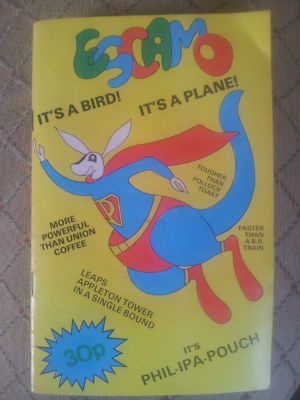 ESCAMO
IT'S A BIRD!
IT'S A PLANE!
TOUGHER
THAN
POLLOCK
TOAST
MORE
POWERFUL
THAN UNION
COFFEE
FASTER
THAN
A.B.R.
TRAIN
LEAPS
APPLETON TOWER
IN A SINGLE BOUND
30p
IT'S
PHIL-IPA-POUCH